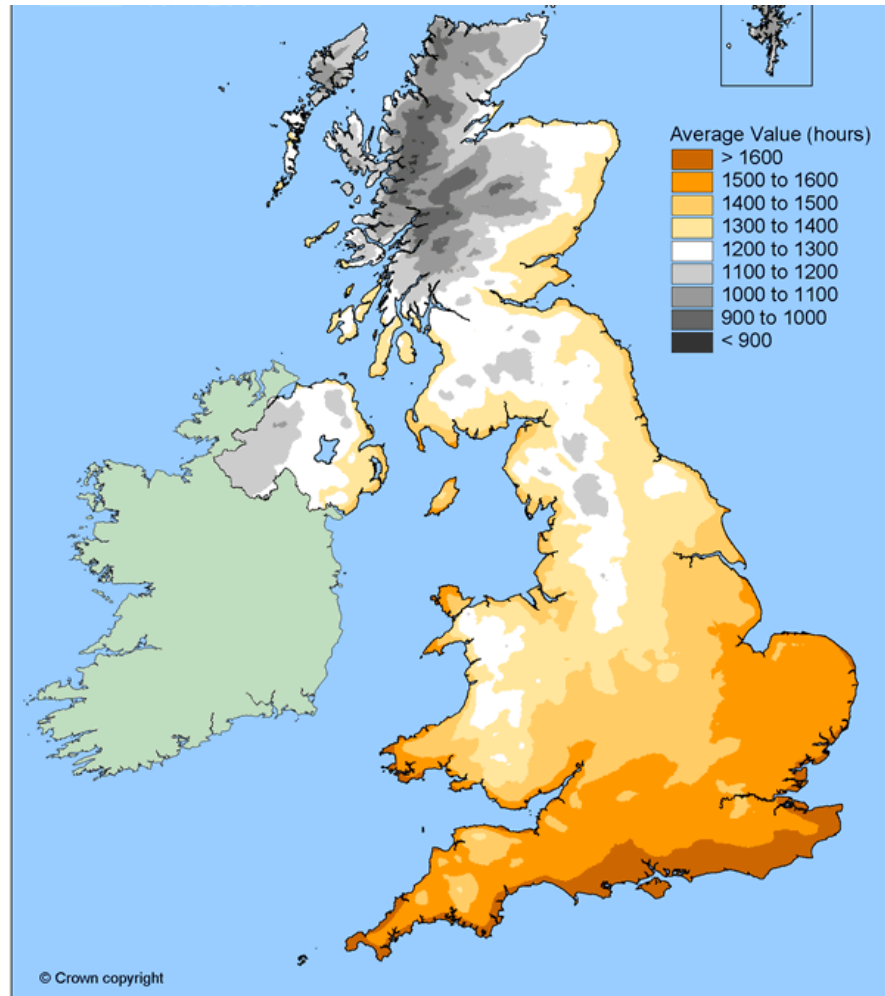 Average Value (hours)
> 1600
1500 to 1600
1400 to 1500
1300 to 1400
1200 to 1300
1100 to 1200
1000 to 1100
900 to 1000
< 900
© Crown copyright